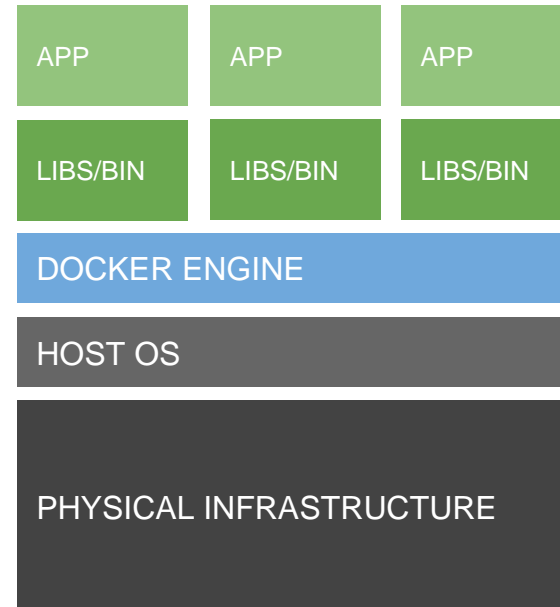 APP APP APP
LIBS/BIN LIBS/BIN LIBS/BIN
DOCKER ENGINE
HOST OS
PHYSICAL INFRASTRUCTURE